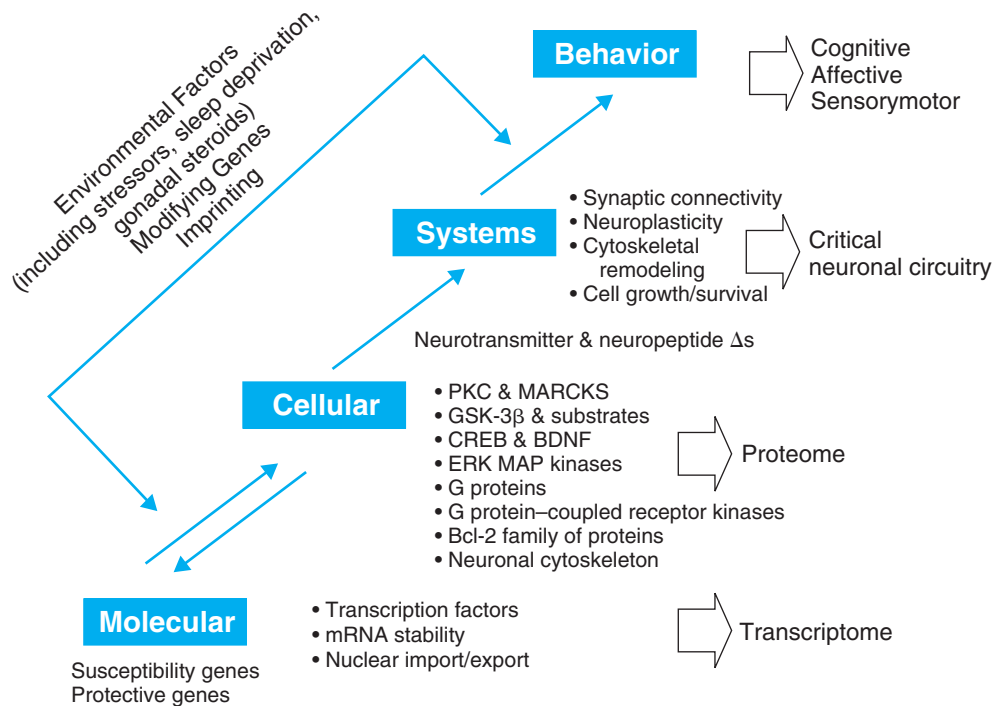 Environmental Factors
(including stressors, sleep deprivation,
gonadal steroids)
Modifying Genes
Imprinting
Behavior
Cognitive
Affective
Sensorymotor
Systems
• Synaptic connectivity
• Neuroplasticity
• Cytoskeletal
remodeling
• Cell growth/survival
Critical
neuronal circuitry
Neurotransmitter & neuropeptide Δs
Cellular
• PKC & MARCKS
• GSK-3β & substrates
• CREB & BDNF
• ERK MAP kinases
• G proteins
• G protein–coupled receptor kinases
• Bcl-2 family of proteins
• Neuronal cytoskeleton
Proteome
Molecular
Susceptibility genes
Protective genes
• Transcription factors
• mRNA stability
• Nuclear import/export
Transcriptome